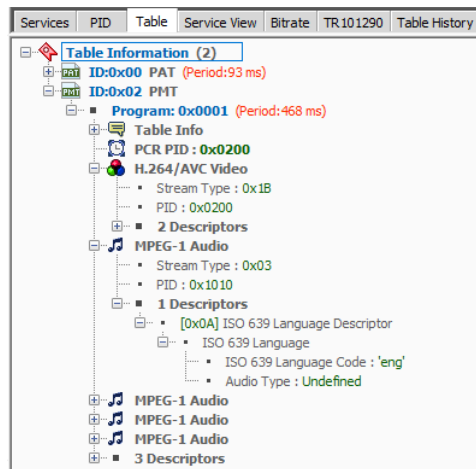 Services PID Table Service View Bitrate TR101290 Table History
Table Information (2)
PAT ID:0x00 PAT (Period:93 ms)
PMT ID:0x02 PMT
Program: 0x0001 (Period:468 ms)
Table Info
PCR PID : 0x0200
H.264/AVC Video
Stream Type : 0x1B
PID : 0x0200
2 Descriptors
MPEG-1 Audio
Stream Type : 0x03
PID : 0x1010
1 Descriptors
[0x0A] ISO 639 Language Descriptor
ISO 639 Language
ISO 639 Language Code : 'eng'
Audio Type : Undefined
MPEG-1 Audio
MPEG-1 Audio
MPEG-1 Audio
3 Descriptors